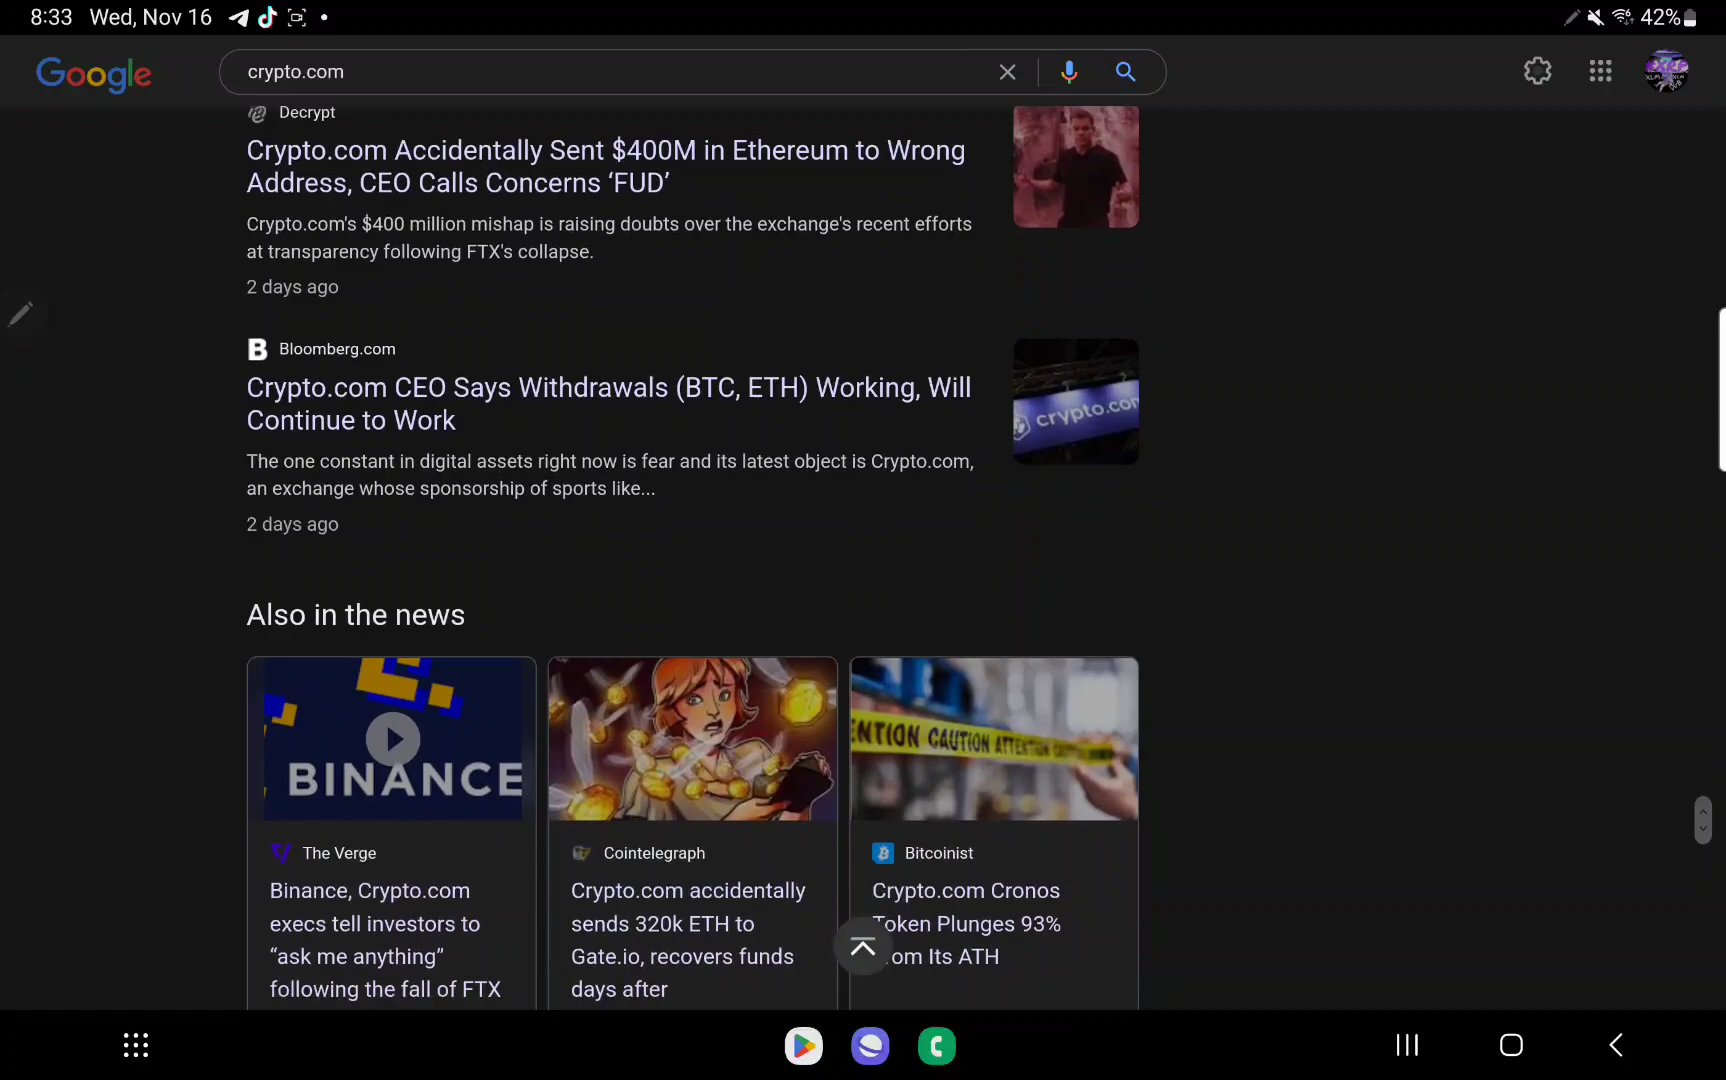 8:33 Wed, Nov 16 42%
Google crypto.com
Decrypt
Crypto.com Accidentally Sent $400M in Ethereum to Wrong
Address, CEO Calls Concerns ‘FUD’
Crypto.com's $400 million mishap is raising doubts over the exchange's recent efforts
at transparency following FTX's collapse.
2 days ago
Bloomberg.com
Crypto.com CEO Says Withdrawals (BTC, ETH) Working, Will
Continue to Work
crypto.com
The one constant in digital assets right now is fear and its latest object is Crypto.com,
an exchange whose sponsorship of sports like...
2 days ago
Also in the news
BINANCE
The Verge
Binance, Crypto.com
execs tell investors to
“ask me anything”
following the fall of FTX
Cointelegraph
Crypto.com accidentally
sends 320k ETH to
Gate.io, recovers funds
days after
CAUTION
Bitcoinist
Crypto.com Cronos
Token Plunges 93%
From Its ATH